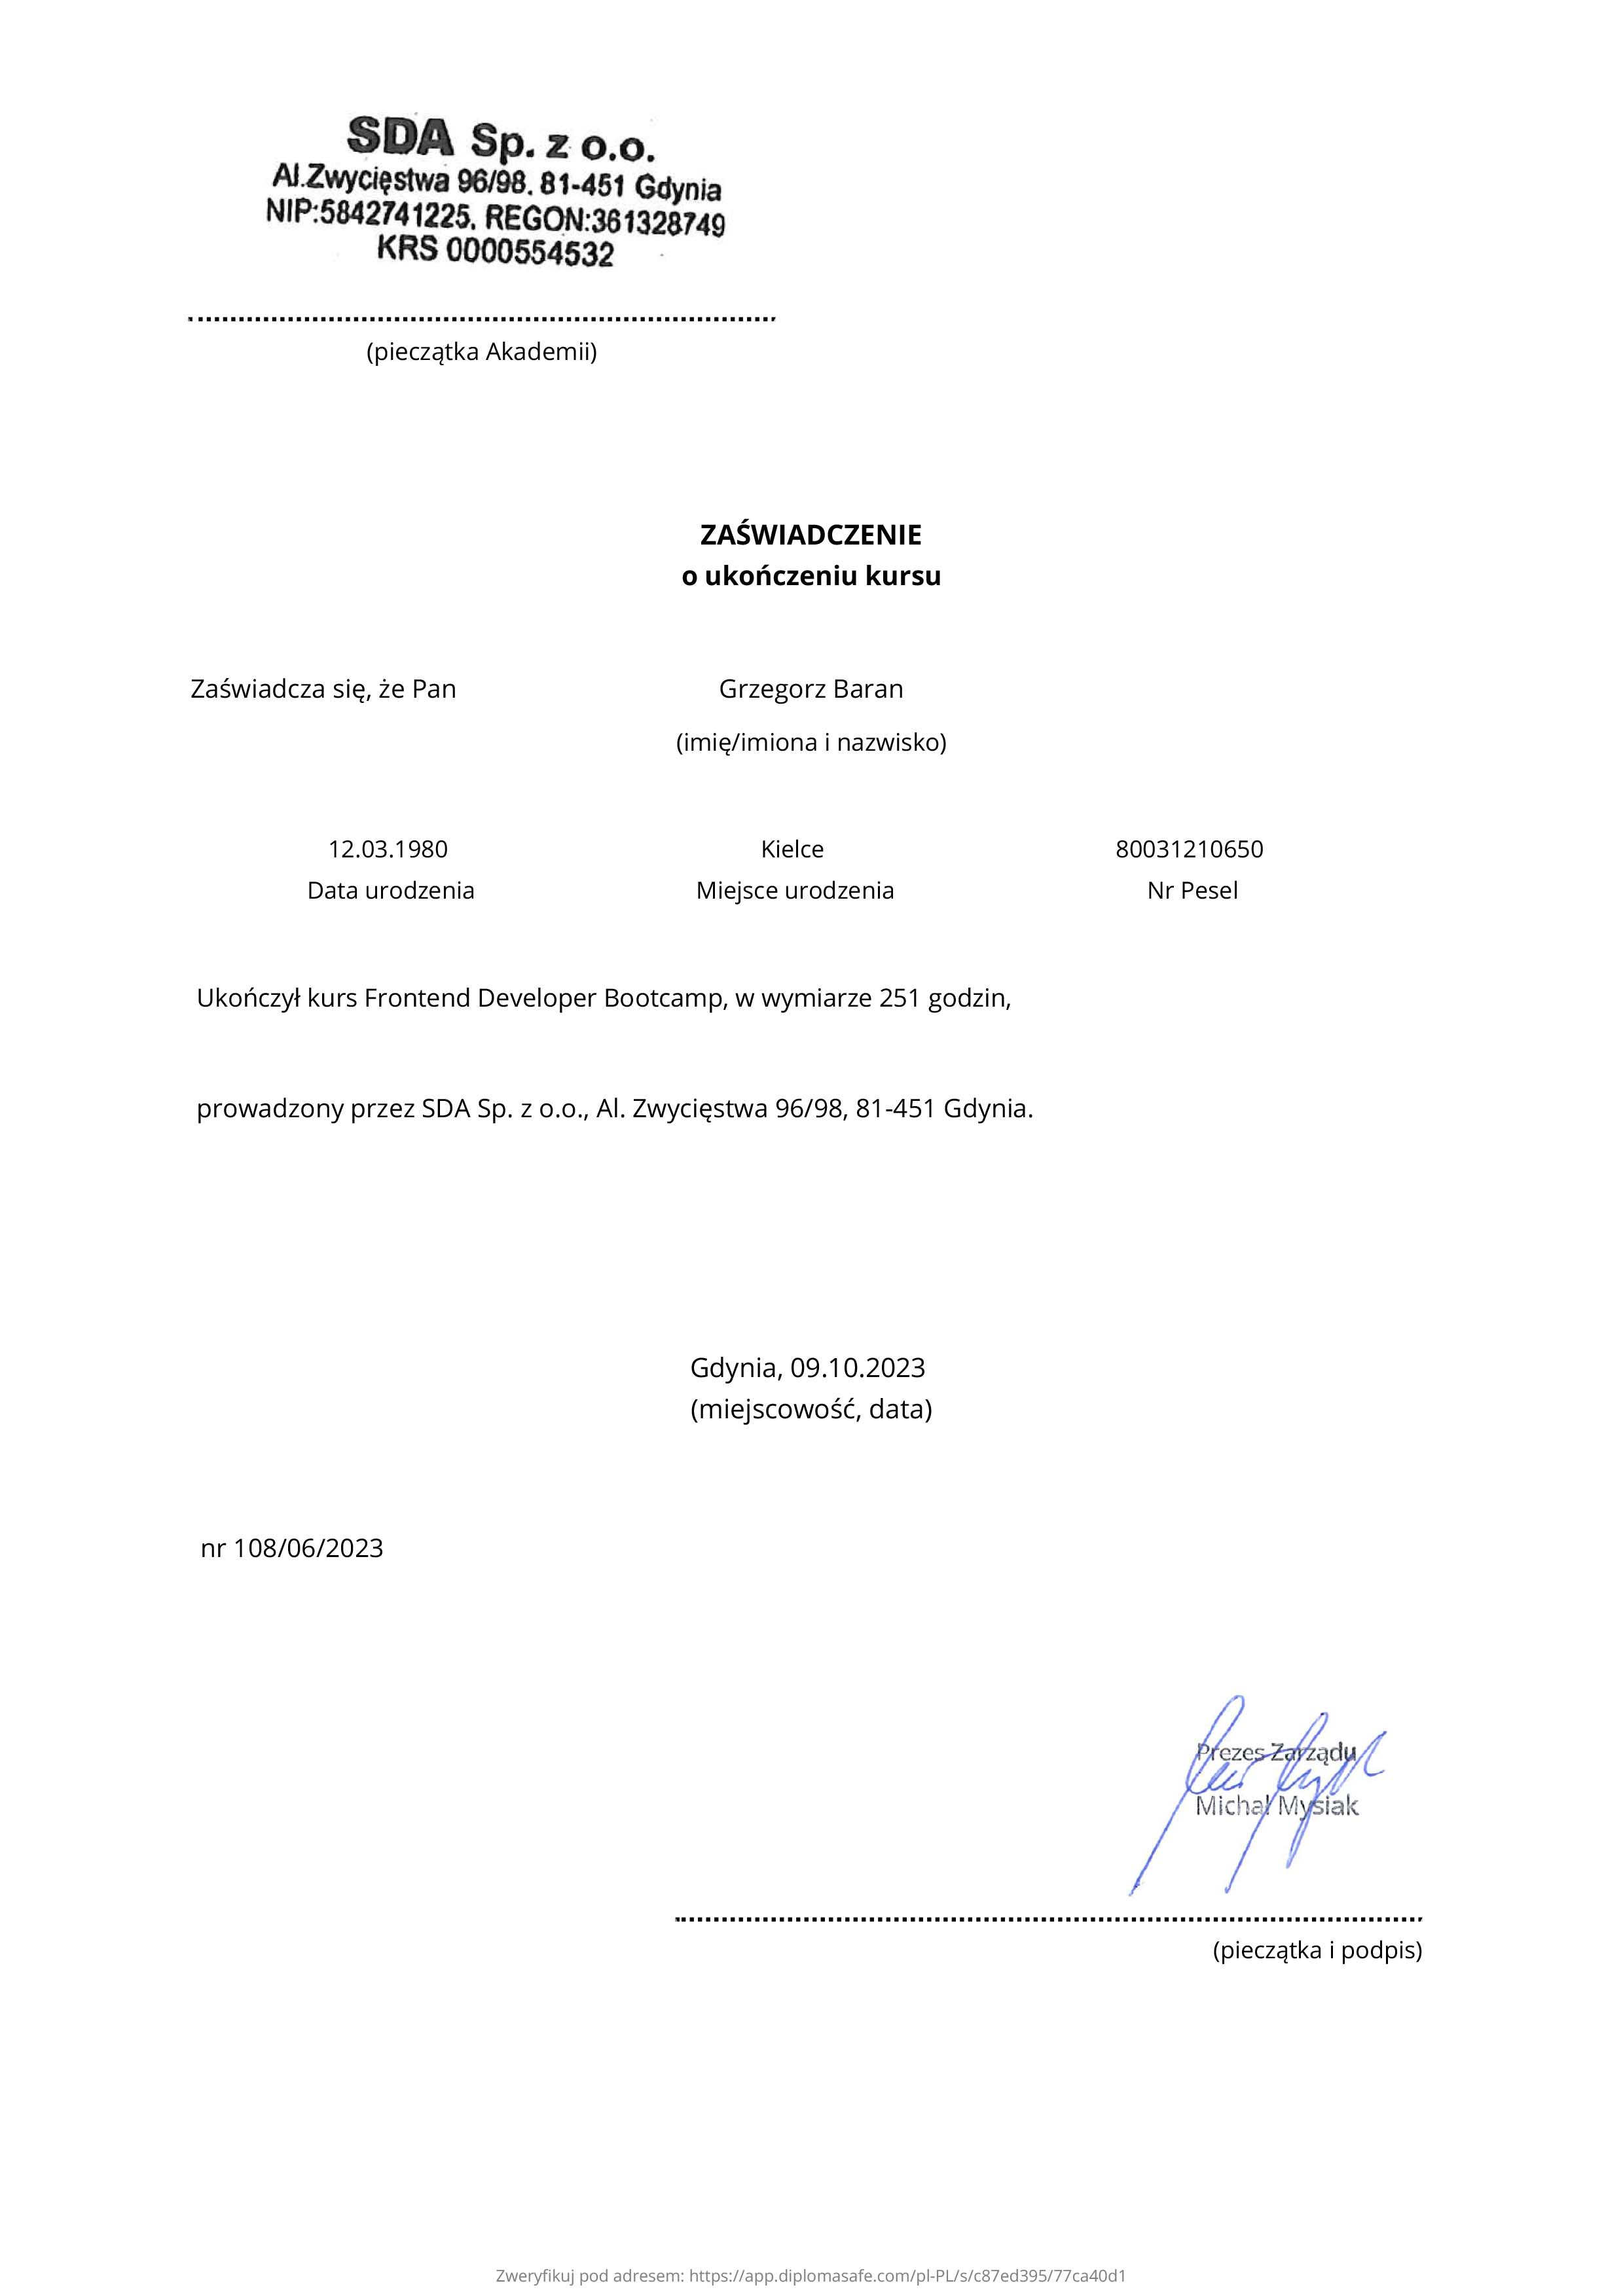 SDA Sp. z o.o.
Al.Zwycięstwa 96/98, 81-451 Gdynia
NIP:5842741225, REGON:361328749
KRS 0000554532
(pieczątka Akademii)
ZAŚWIADCZENIE
o ukończeniu kursu
Zaświadcza się, że Pan Grzegorz Baran
(imię/imiona i nazwisko)
12.03.1980 Kielce 80031210650
Data urodzenia Miejsce urodzenia Nr Pesel
Ukończył kurs Frontend Developer Bootcamp, w wymiarze 251 godzin,
prowadzony przez SDA Sp. z o.o., Al. Zwycięstwa 96/98, 81-451 Gdynia.
Gdynia, 09.10.2023
(miejscowość, data)
nr 108/06/2023
Prezes Zarządu
Michał Mysiak
(pieczątka i podpis)
Zweryfikuj pod adresem: https://app.diplomasafe.com/pl-PL/s/c87ed395/77ca40d1